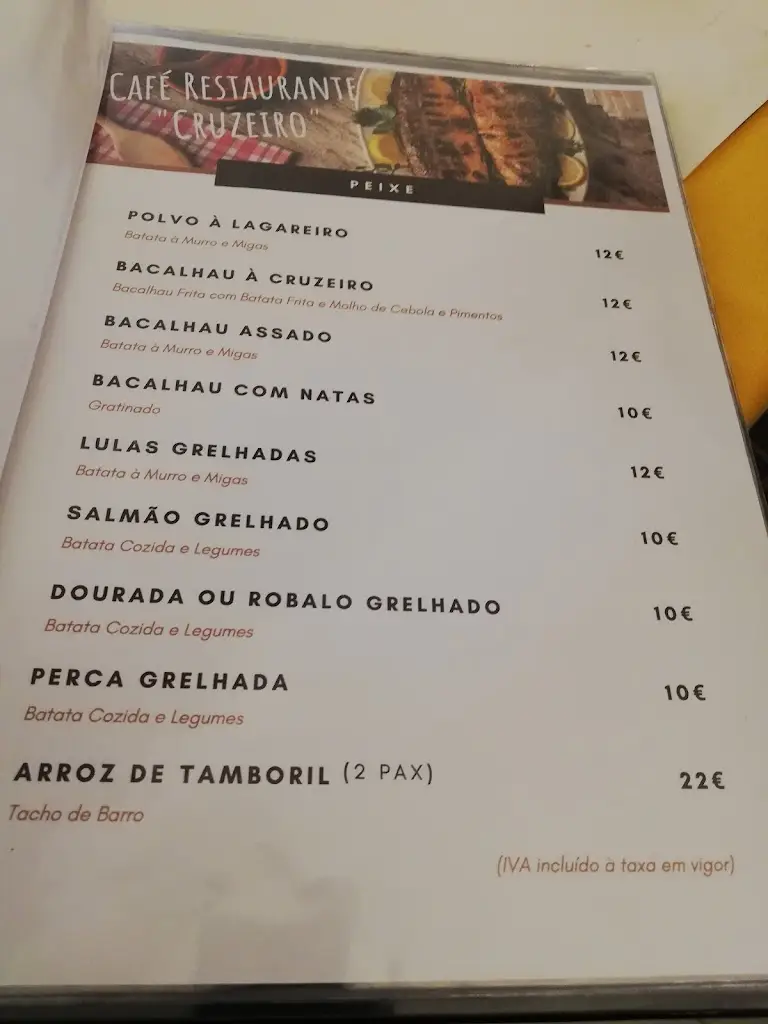 CAFÉ RESTAURANTE
"CRUZEIRO"
PEIXE
POLVO À LAGAREIRO
Batata à Murro e Migas
12€
BACALHAU À CRUZEIRO
Bacalhau Frita com Batata Frita e Molho de Cebola e Pimentos
12€
BACALHAU ASSADO
Batata à Murro e Migas
12€
BACALHAU COM NATAS
Gratinado
10€
LULAS GRELHADAS
Batata à Murro e Migas
12€
SALMÃO GRELHADO
Batata Cozida e Legumes
10€
DOURADA OU ROBALO GRELHADO
Batata Cozida e Legumes
10€
PERCA GRELHADA
Batata Cozida e Legumes
10€
ARROZ DE TAMBORIL (2 PAX)
Tacho de Barro
22€
(IVA incluído à taxa em vigor)